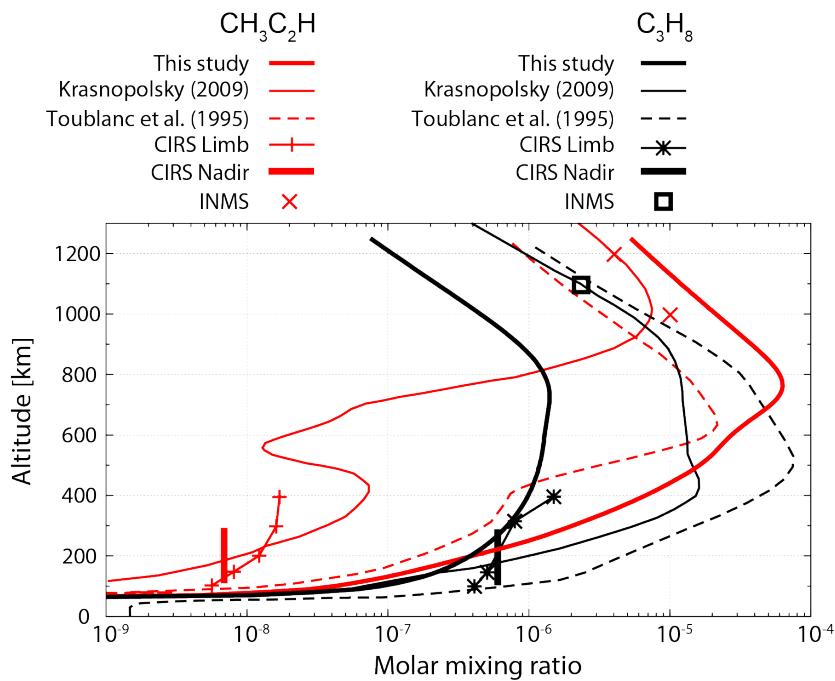 CH₃C₂H C₃H₈
This study This study
Krasnopolsky (2009) Krasnopolsky (2009)
Toublanc et al. (1995) Toublanc et al. (1995)
CIRS Limb CIRS Limb
CIRS Nadir CIRS Nadir
INMS INMS
1200
1000
800
600
400
200
0
Altitude [km]
10⁻⁹ 10⁻⁸ 10⁻⁷ 10⁻⁶ 10⁻⁵ 10⁻⁴
Molar mixing ratio